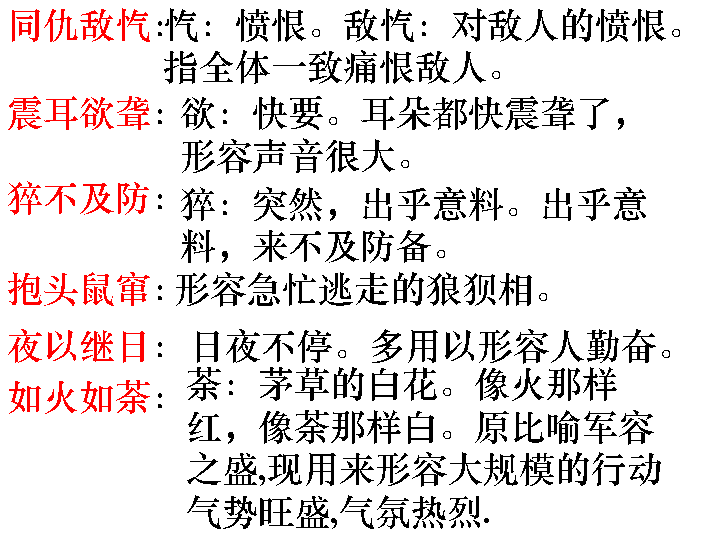 同仇敌忾:忾：愤恨。敌忾：对敌人的愤恨。
指全体一致痛恨敌人。
震耳欲聋：欲：快要。耳朵都快震聋了，
形容声音很大。
猝不及防：猝：突然，出乎意料。出乎意
料，来不及防备。
抱头鼠窜：形容急忙逃走的狼狈相。
夜以继日：日夜不停。多用以形容人勤奋。
如火如荼：荼：茅草的白花。像火那样
红，像荼那样白。原比喻军容
之盛,现用来形容大规模的行动
气势旺盛,气氛热烈.